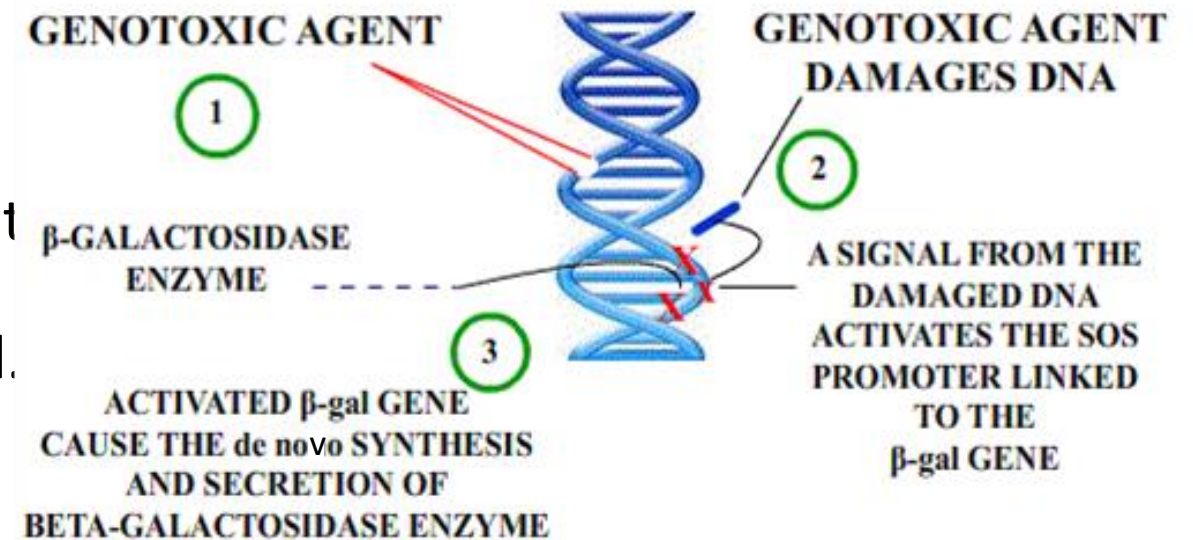 GENOTOXIC AGENT
1
GENOTOXIC AGENT
DAMAGES DNA
2
t
β-GALACTOSIDASE
ENZYME
A SIGNAL FROM THE
DAMAGED DNA
ACTIVATES THE SOS
PROMOTER LINKED
TO THE
β-gal GENE
X
X
X
l.
3
ACTIVATED β-gal GENE
CAUSE THE de novo SYNTHESIS
AND SECRETION OF
BETA-GALACTOSIDASE ENZYME